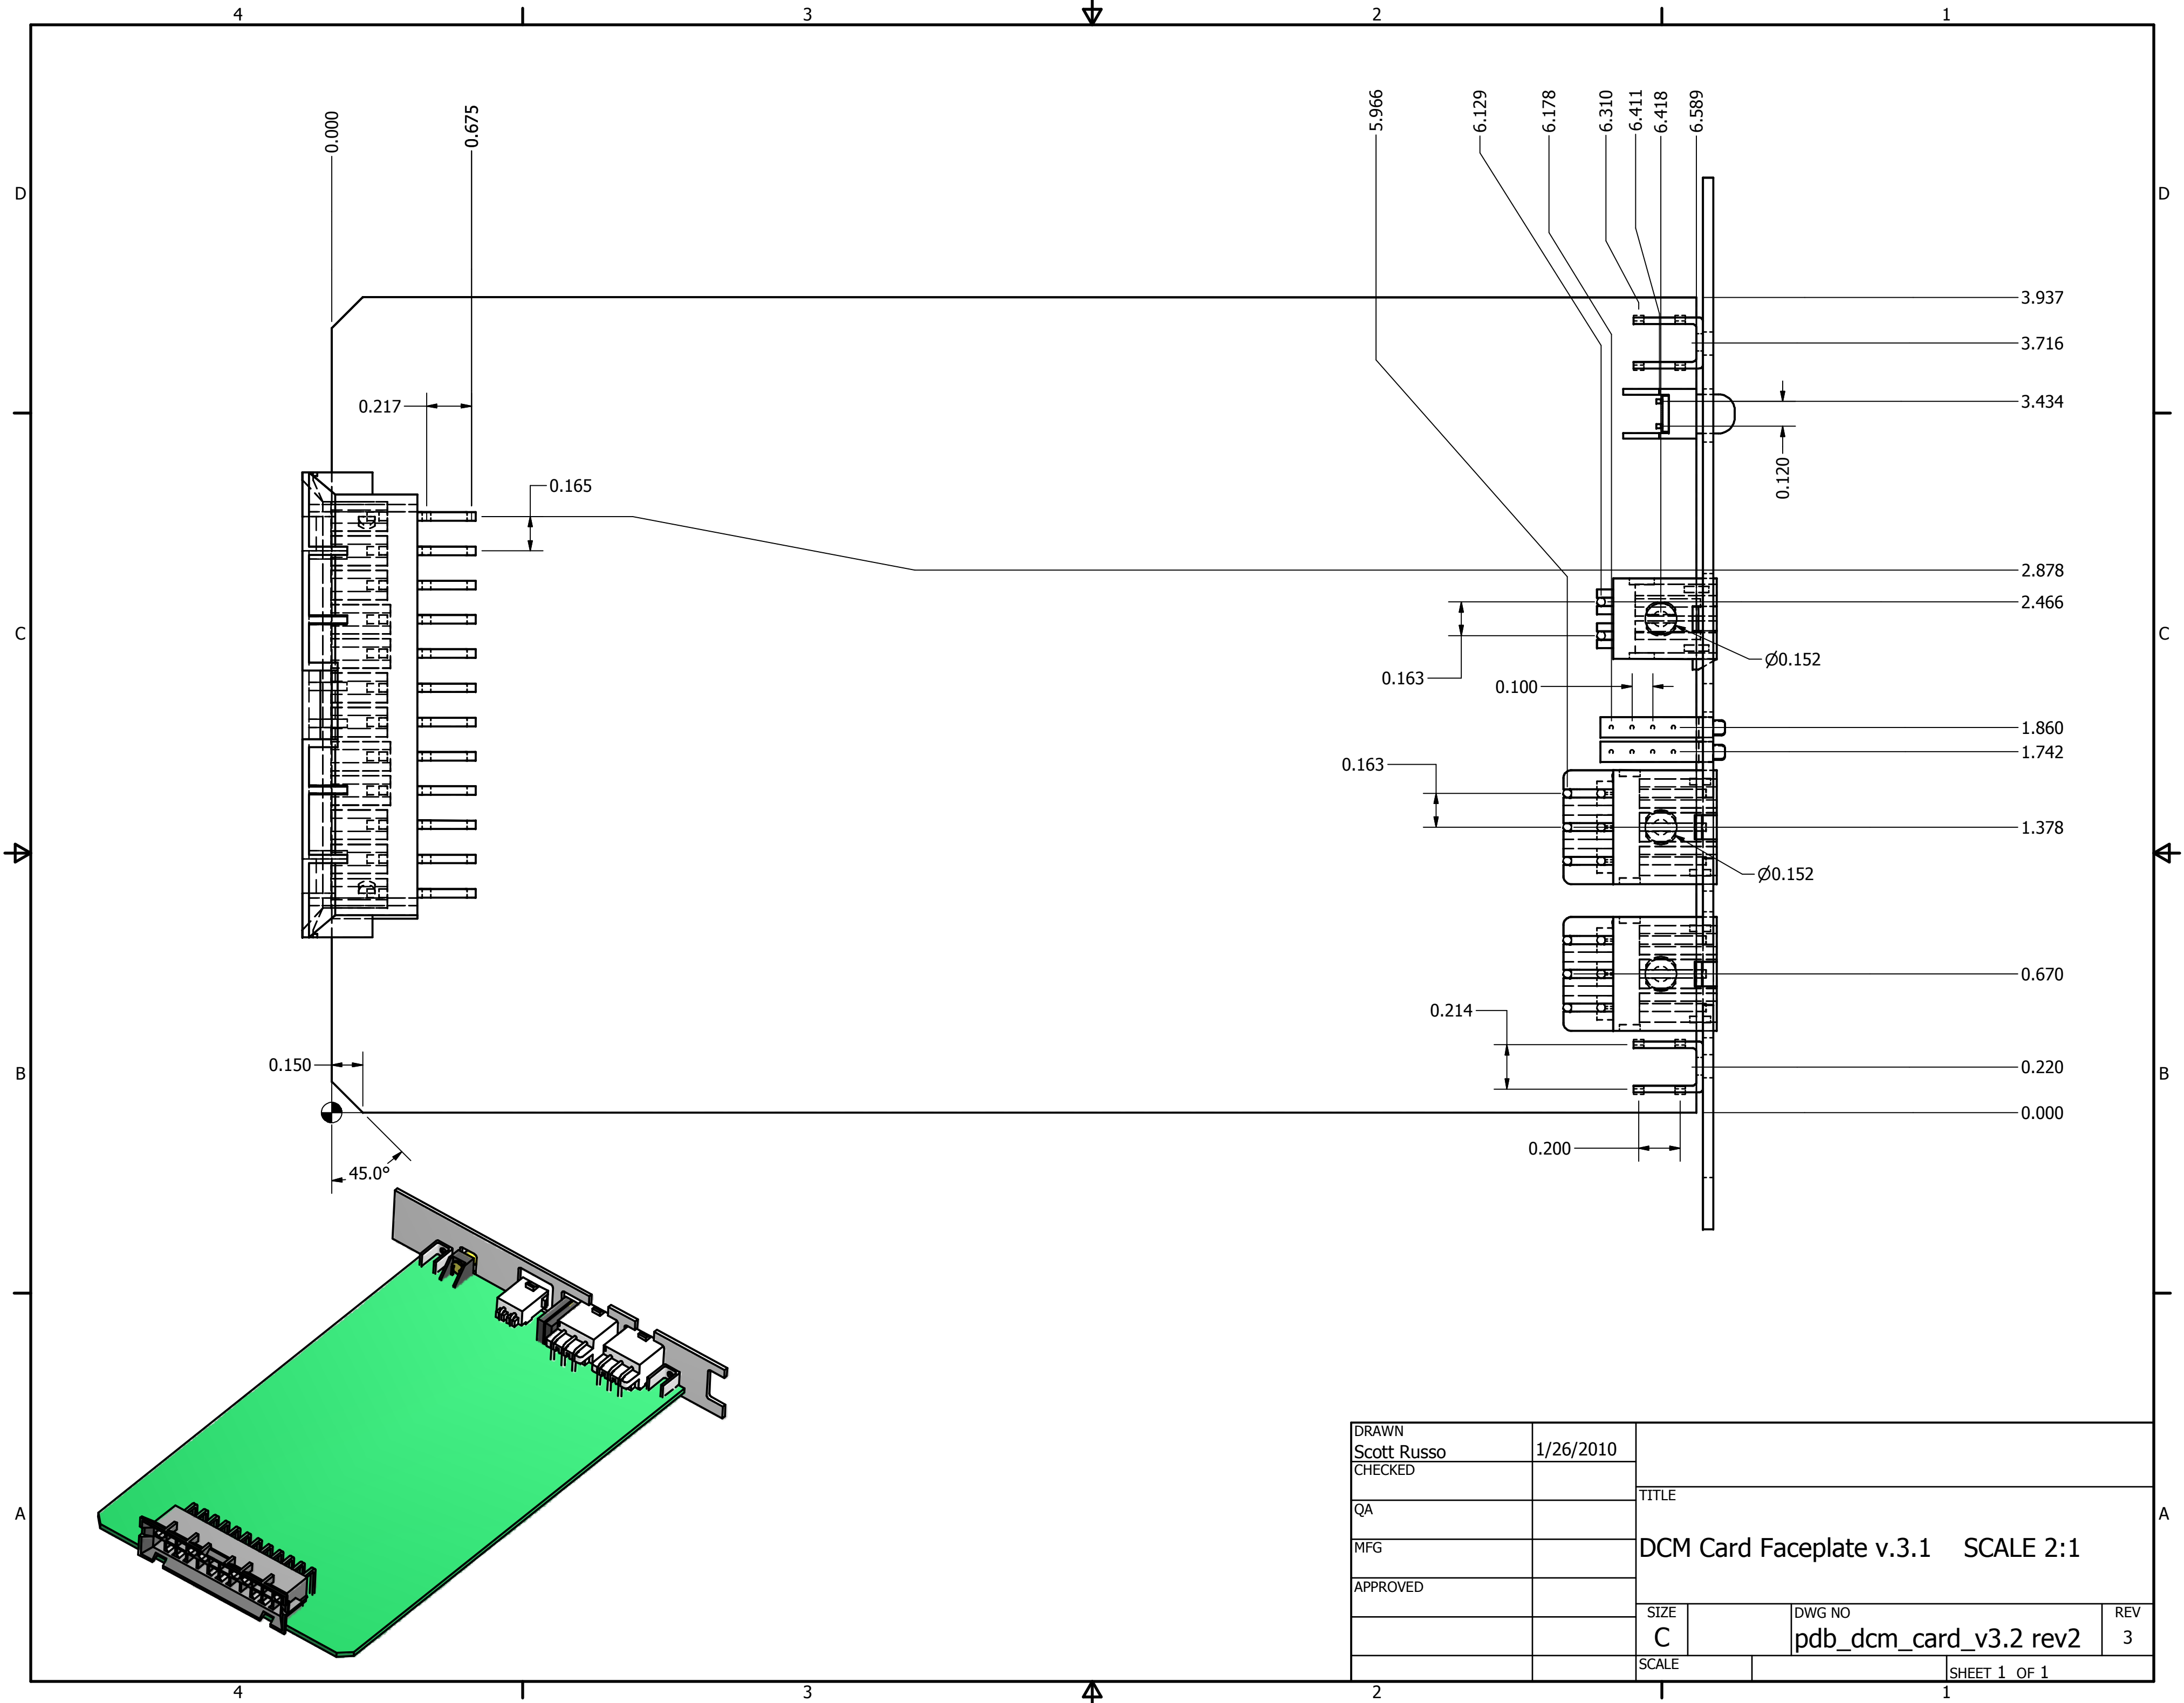 4 3 2 1
0.000
0.675
5.966
6.129
6.178
6.310
6.411
6.418
6.589
D D
3.937
3.716
0.217
3.434
0.120
0.165
2.878
2.466
C C
Ø0.152
0.163
0.100
1.860
1.742
0.163
1.378
Ø0.152
0.670
0.214
0.150
B B
0.220
0.000
0.200
45.0°
DRAWN
Scott Russo 1/26/2010
CHECKED
TITLE
QA
A A
MFG
DCM Card Faceplate v.3.1 SCALE 2:1
APPROVED
SIZE DWG NO REV
C pdb_dcm_card_v3.2 rev2 3
SCALE
SHEET 1 OF 1
4 3 2 1